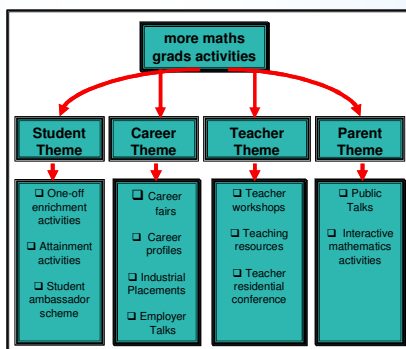 more maths
grads activities
Student
Theme
Career
Theme
Teacher
Theme
Parent
Theme
❑ One-off
enrichment
activities
❑ Attainment
activities
❑ Student
ambassador
scheme
❑ Career
fairs
❑ Career
profiles
❑ Industrial
Placements
❑ Employer
Talks
❑ Teacher
workshops
❑ Teaching
resources
❑ Teacher
residential
conference
❑ Public
Talks
❑ Interactive
mathematics
activities